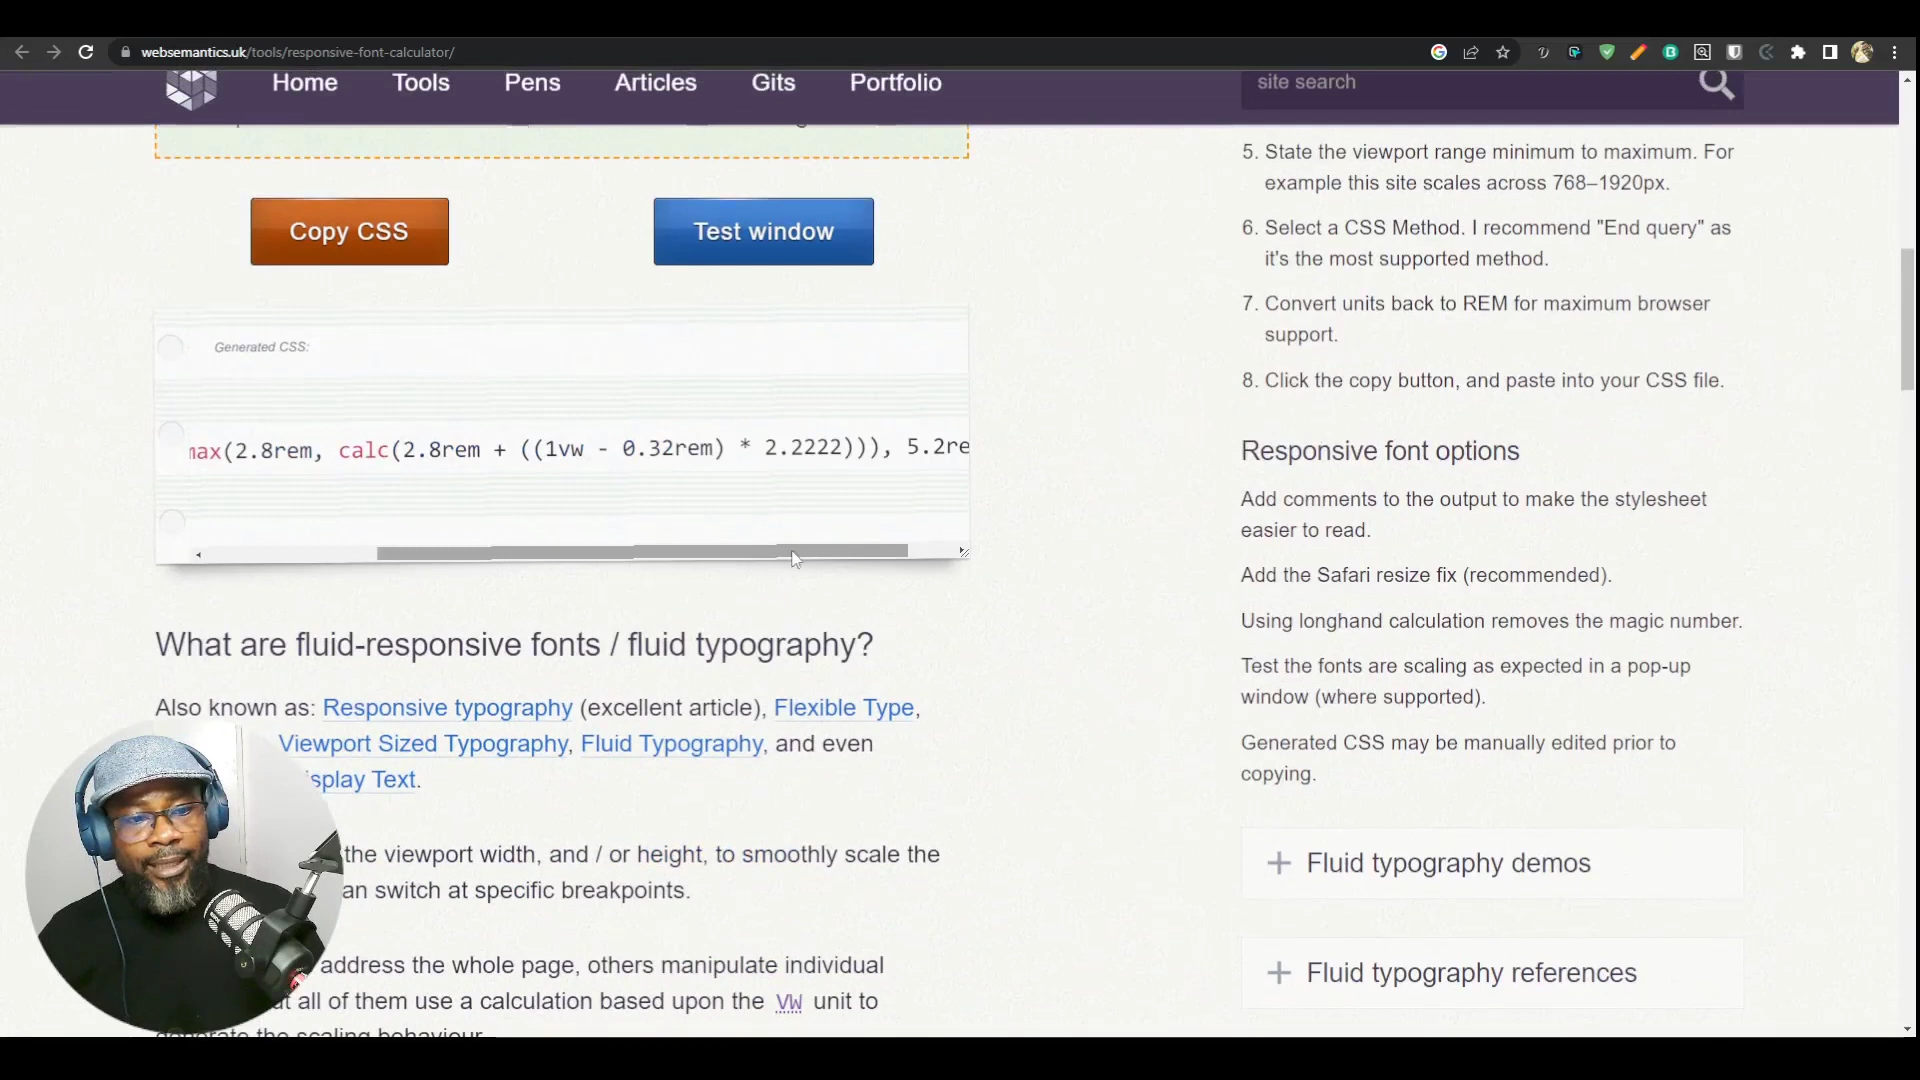 websemantics.uk/tools/responsive-font-calculator/
Home Tools Pens Articles Gits Portfolio
site search
Copy CSS
Test window
Generated CSS:
max(2.8rem, calc(2.8rem + ((1vw - 0.32rem) * 2.2222))), 5.2re
What are fluid-responsive fonts / fluid typography?
Also known as: Responsive typography (excellent article), Flexible Type,
Viewport Sized Typography, Fluid Typography, and even
splay Text.
the viewport width, and / or height, to smoothly scale the
an switch at specific breakpoints.
address the whole page, others manipulate individual
t all of them use a calculation based upon the VW unit to
generate the scaling behaviour
5. State the viewport range minimum to maximum. For
example this site scales across 768–1920px.
6. Select a CSS Method. I recommend "End query" as
it's the most supported method.
7. Convert units back to REM for maximum browser
support.
8. Click the copy button, and paste into your CSS file.
Responsive font options
Add comments to the output to make the stylesheet
easier to read.
Add the Safari resize fix (recommended).
Using longhand calculation removes the magic number.
Test the fonts are scaling as expected in a pop-up
window (where supported).
Generated CSS may be manually edited prior to
copying.
+ Fluid typography demos
+ Fluid typography references